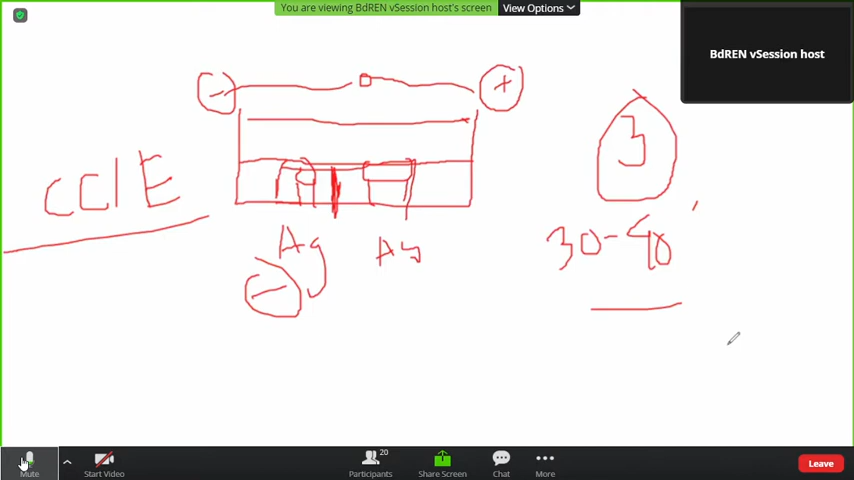 You are viewing BdREN vSession host's screen
View Options
BdREN vSession host
- +
3
CCIE
Ag Ag
30-40
-
Mute
Start Video
20
Participants
Share Screen
Chat
More
Leave